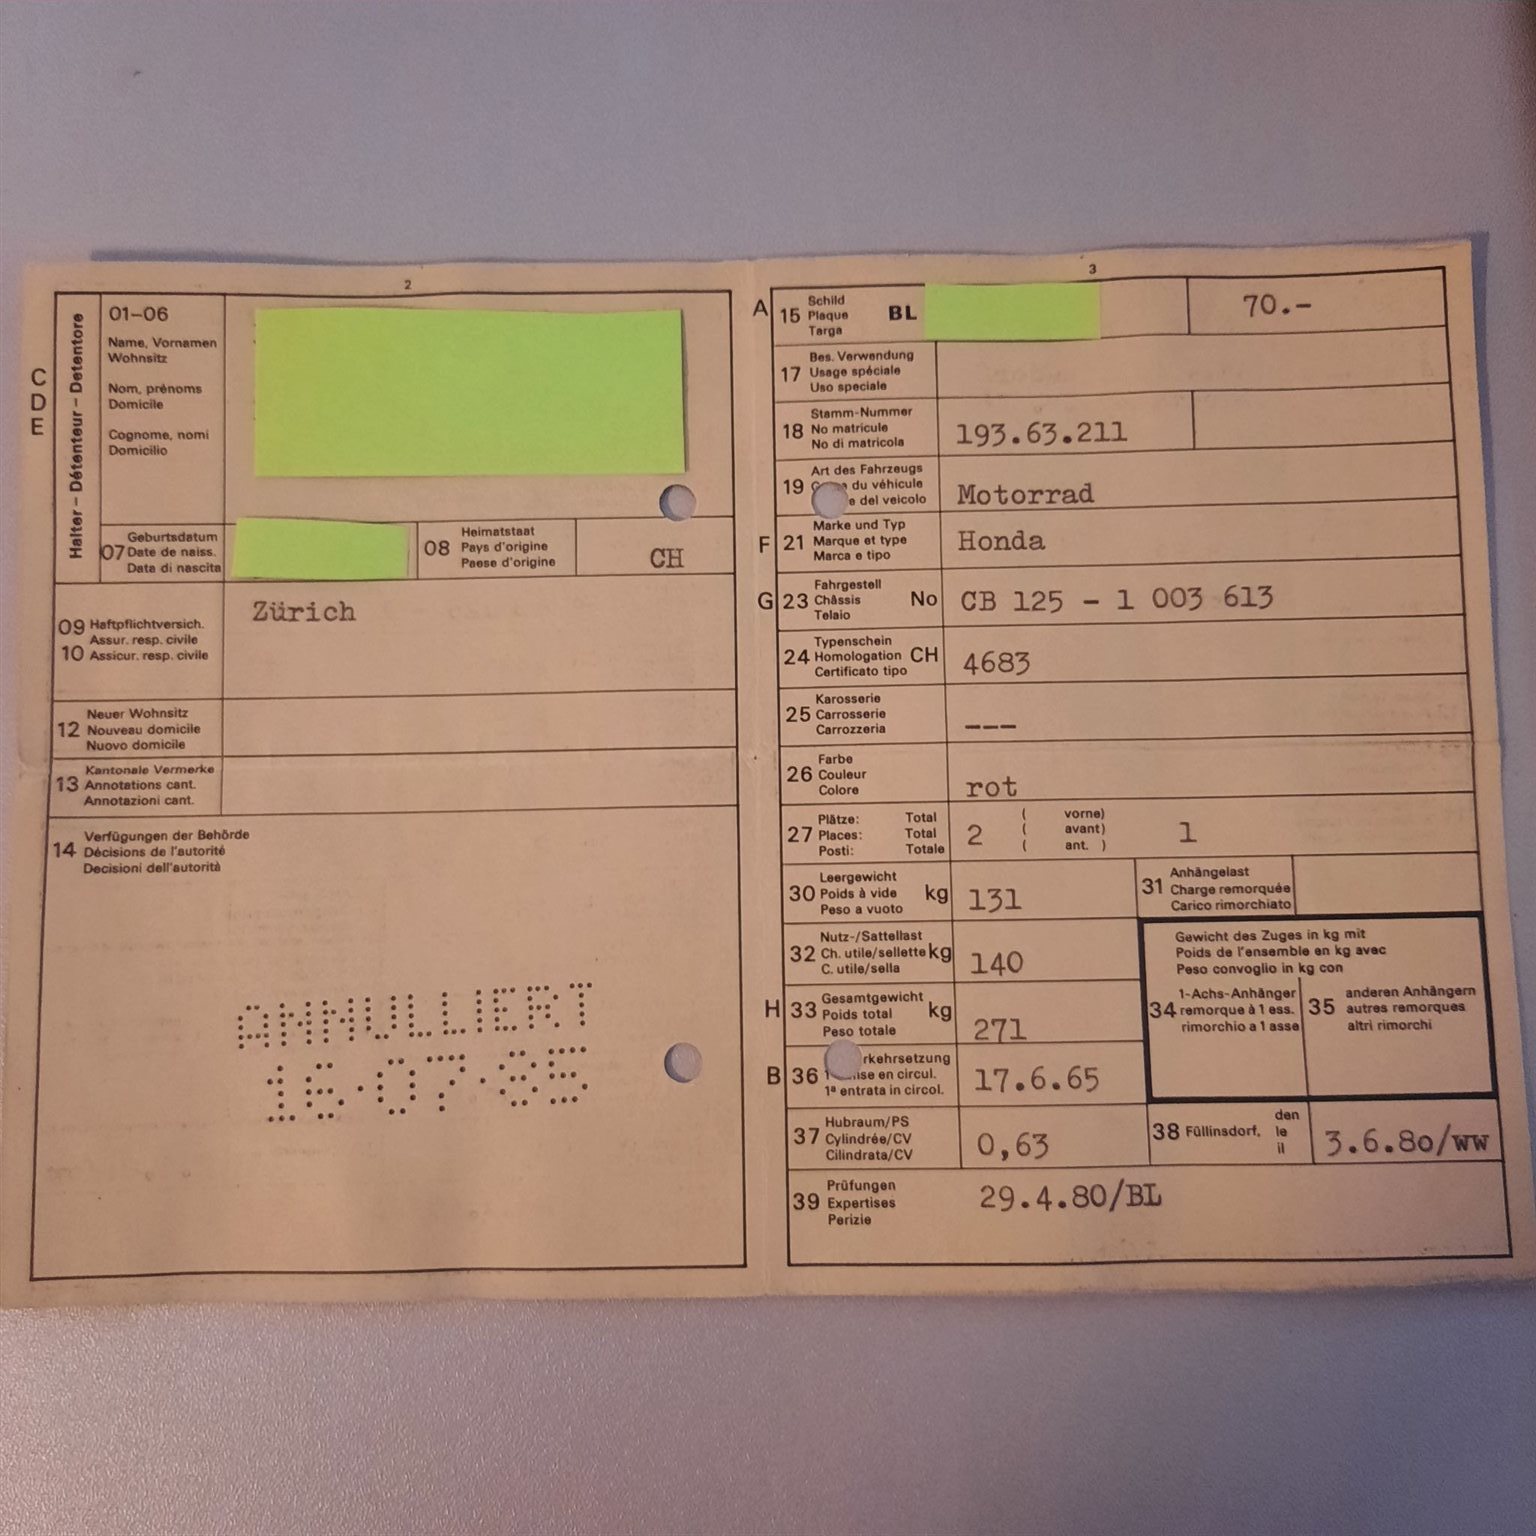 2
C
D
E
Halter – Détenteur – Detentore
01–06
Name, Vornamen
Wohnsitz
Nom, prénoms
Domicile
Cognome, nomi
Domicilio
07 Geburtsdatum
Date de naiss.
Data di nascita
08 Heimatstaat
Pays d'origine
Paese d'origine
CH
09 Haftpflichtversich.
Assur. resp. civile
10 Assicur. resp. civile
Zürich
12 Neuer Wohnsitz
Nouveau domicile
Nuovo domicile
13 Kantonale Vermerke
Annotations cant.
Annotazioni cant.
14 Verfügungen der Behörde
Décisions de l'autorité
Decisioni dell'autorità
ANNULLIERT
16.07.85
3
A 15 Schild
Plaque
Targa
BL
70.-
17 Bes. Verwendung
Usage spéciale
Uso speciale
18 Stamm-Nummer
No matricule
No di matricola
193.63.211
19 Art des Fahrzeugs
du véhicule
del veicolo
Motorrad
F 21 Marke und Typ
Marque et type
Marca e tipo
Honda
G 23 Fahrgestell
Châssis No
Telaio
CB 125 - 1 003 613
24 Typenschein
Homologation CH
Certificato tipo
4683
25 Karosserie
Carrosserie
Carrozzeria
---
26 Farbe
Couleur
Colore
rot
27 Plätze: Total ( vorne)
Places: Total ( avant)
Posti: Totale ( ant. )
2 1
30 Leergewicht
Poids à vide kg
Peso a vuoto
131
31 Anhängelast
Charge remorquée
Carico rimorchiato
32 Nutz-/Sattellast
Ch. utile/sellette kg
C. utile/sella
140
Gewicht des Zuges in kg mit
Poids de l'ensemble en kg avec
Peso convoglio in kg con
H 33 Gesamtgewicht
Poids total kg
Peso totale
271
34 1-Achs-Anhänger
remorque à 1 ess.
rimorchio a 1 asse
35 anderen Anhängern
autres remorques
altri rimorchi
B 36 rkehrsetzung
ise en circul.
1ª entrata in circol.
17.6.65
37 Hubraum/PS
Cylindrée/CV
Cilindrata/CV
0,63
38 Füllinsdorf, den
le
il
3.6.80/WW
39 Prüfungen
Expertises
Perizie
29.4.80/BL